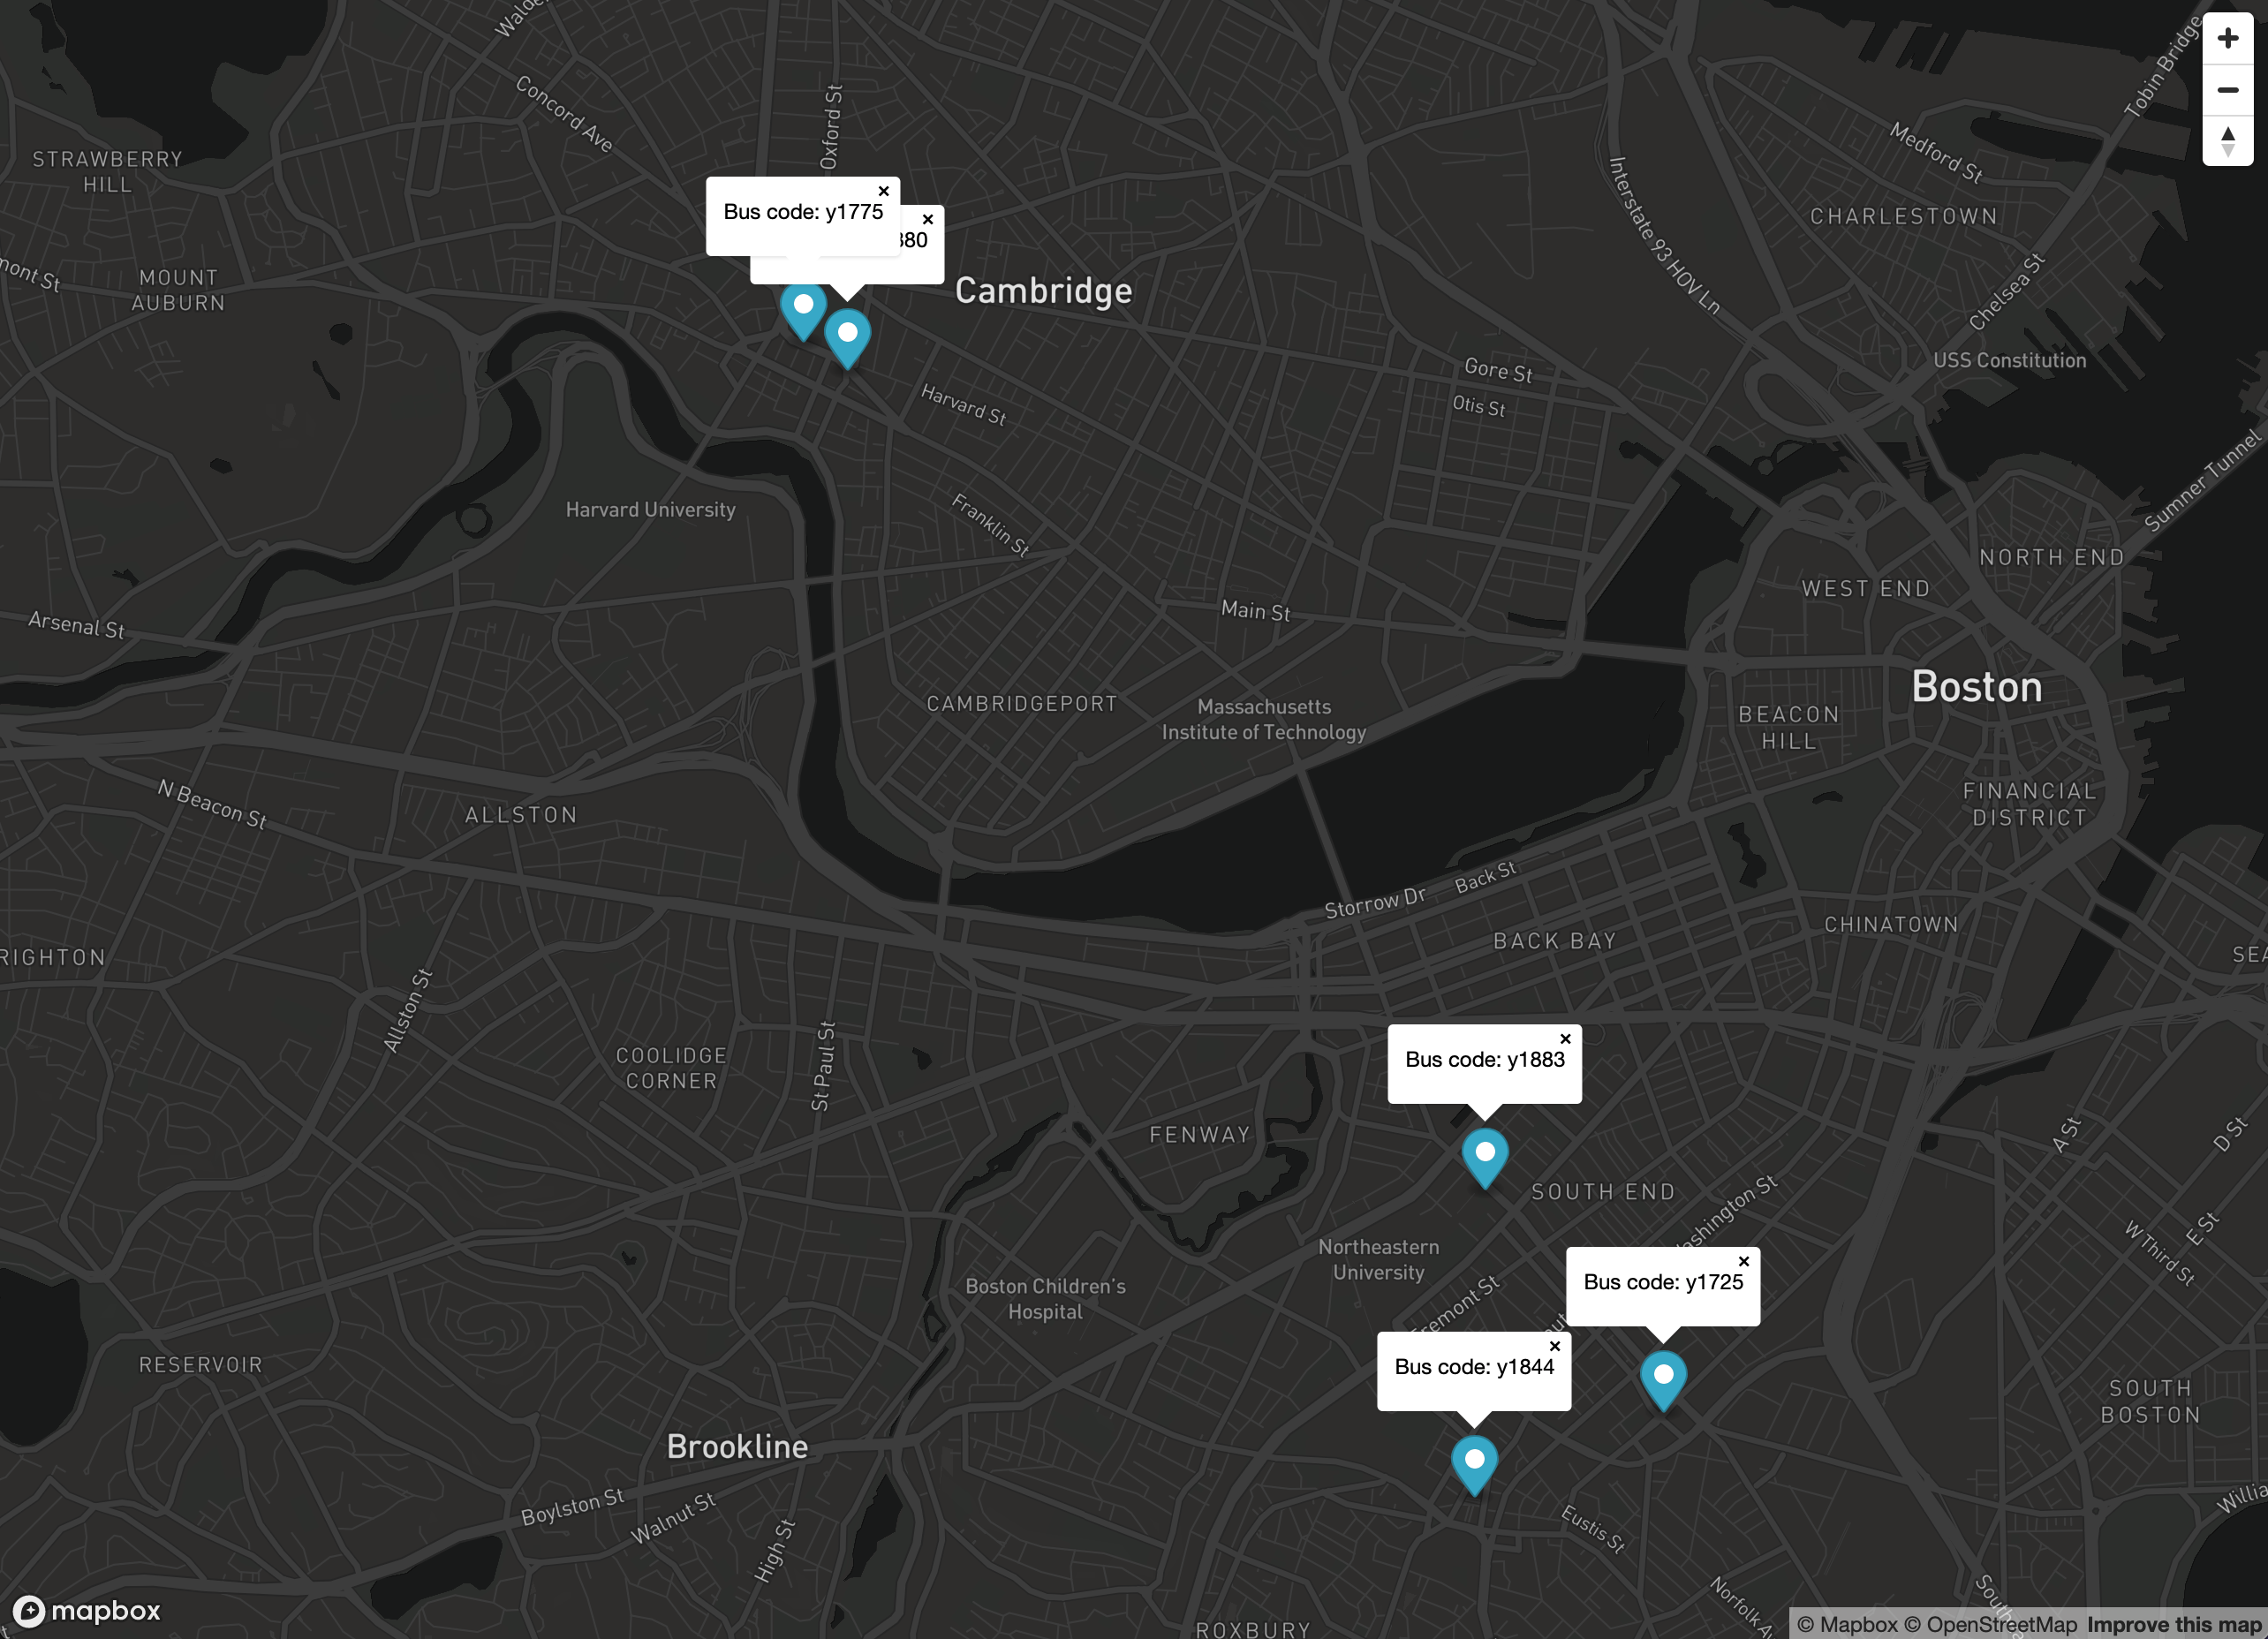 Concord Ave
Oxford St
Tobin Bridge
Medford St
STRAWBERRY
HILL
Interstate 93 HOV Ln
CHARLESTOWN
Bus code: y1775
MOUNT
AUBURN
Cambridge
Chelsea St
USS Constitution
Gore St
Otis St
Harvard St
Sumner Tunnel
Harvard University
Franklin St
NORTH END
WEST END
Main St
Arsenal St
Boston
CAMBRIDGEPORT
Massachusetts
Institute of Technology
BEACON
HILL
N Beacon St
ALLSTON
FINANCIAL
DISTRICT
Storrow Dr
Back St
BACK BAY
CHINATOWN
RIGHTON
Allston St
COOLIDGE
CORNER
St Paul St
Bus code: y1883
FENWAY
A St
D St
SOUTH END
ashington St
W Third St
E St
Northeastern
University
Boston Children's
Hospital
Bus code: y1725
remont St
Bus code: y1844
RESERVOIR
SOUTH
BOSTON
Brookline
Boylston St
Walnut St
High St
Eustis St
mapbox
ROXBURY
© Mapbox © OpenStreetMap Improve this map